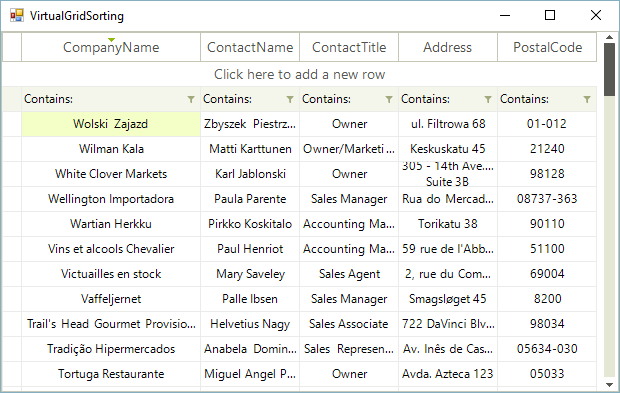 VirtualGridSorting
CompanyName ContactName ContactTitle Address PostalCode
Click here to add a new row
Contains: Contains: Contains: Contains: Contains:
Wolski Zajazd Zbyszek Piestrz... Owner ul. Filtrowa 68 01-012
Wilman Kala Matti Karttunen Owner/Marketi... Keskuskatu 45 21240
White Clover Markets Karl Jablonski Owner 305 - 14th Ave.... Suite 3B 98128
Wellington Importadora Paula Parente Sales Manager Rua do Mercad... 08737-363
Wartian Herkku Pirkko Koskitalo Accounting Ma... Torikatu 38 90110
Vins et alcools Chevalier Paul Henriot Accounting Ma... 59 rue de l'Abb... 51100
Victuailles en stock Mary Saveley Sales Agent 2, rue du Com... 69004
Vaffeljernet Palle Ibsen Sales Manager Smagsløget 45 8200
Trail's Head Gourmet Provisio... Helvetius Nagy Sales Associate 722 DaVinci Blv... 98034
Tradição Hipermercados Anabela Domin... Sales Represen... Av. Inês de Cas... 05634-030
Tortuga Restaurante Miguel Angel P... Owner Avda. Azteca 123 05033